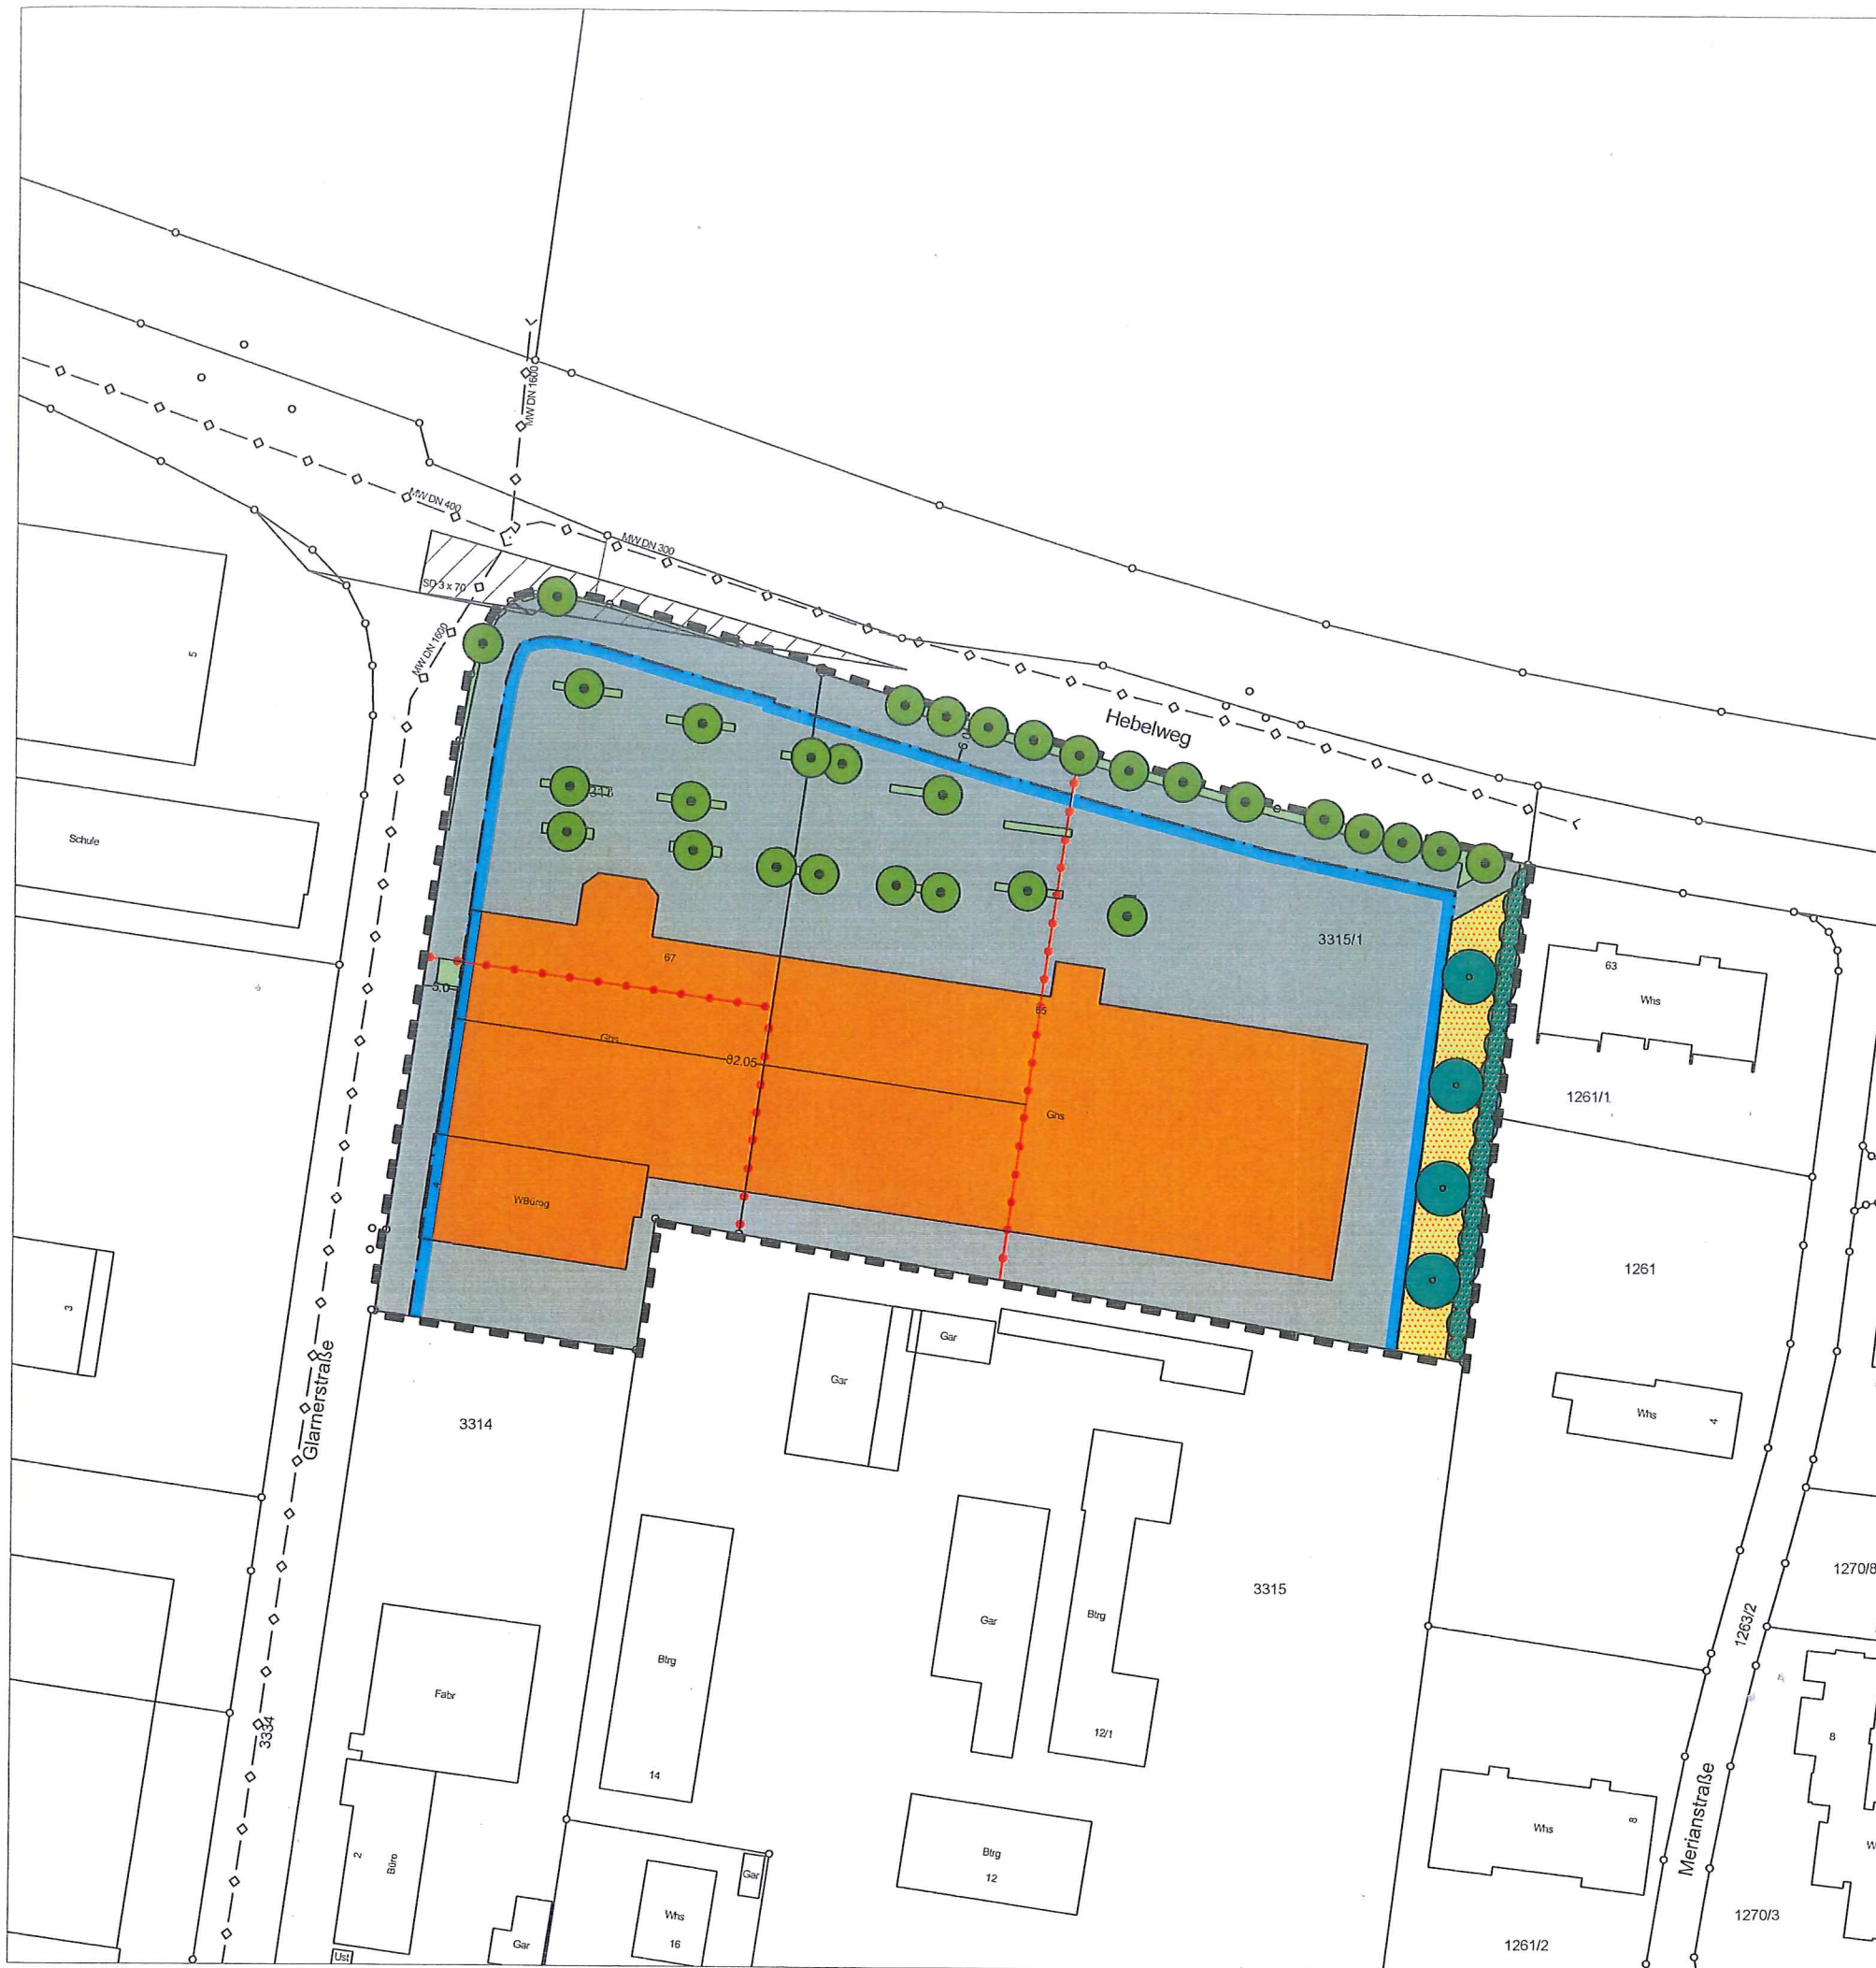 MW DN 1600
MW DN 400
MW DN 300
SD 3 x 70
MW DN 1600
5
Hebelweg
Schule
3315/1
67
63
Whs
5,0
65
Ghs
82.05
Ghs
1261/1
4
WBürog
1261
3
Gar
Gar
Glarnerstraße
3314
Whs
4
3315
1270/8
Gar
Btrg
1263/2
Btrg
Fabr
3334
12/1
8
14
Merianstraße
Whs
8
2
Büro
Btrg
12
Gar
Whs
16
1270/3
Gar
1261/2
Ust